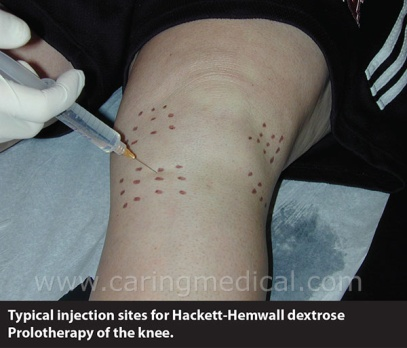 www.caringmedical.com
Typical injection sites for Hackett-Hemwall dextrose
Prolotherapy of the knee.